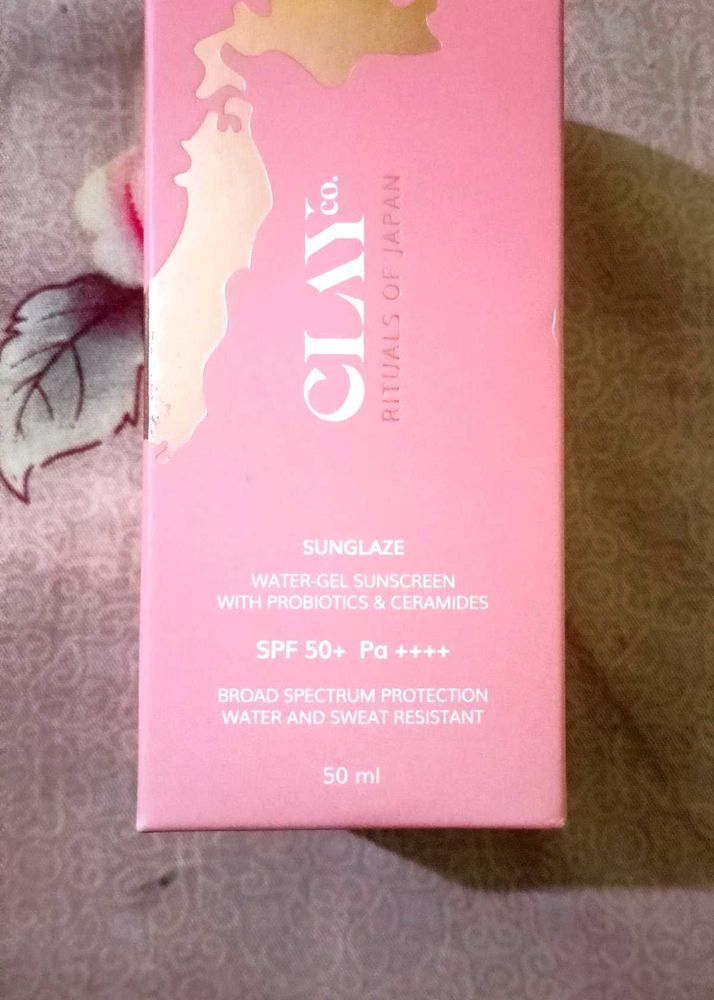 CLAY co.
RITUALS OF JAPAN
SUNGLAZE
WATER-GEL SUNSCREEN
WITH PROBIOTICS & CERAMIDES
SPF 50+ Pa ++++
BROAD SPECTRUM PROTECTION
WATER AND SWEAT RESISTANT
50 ml